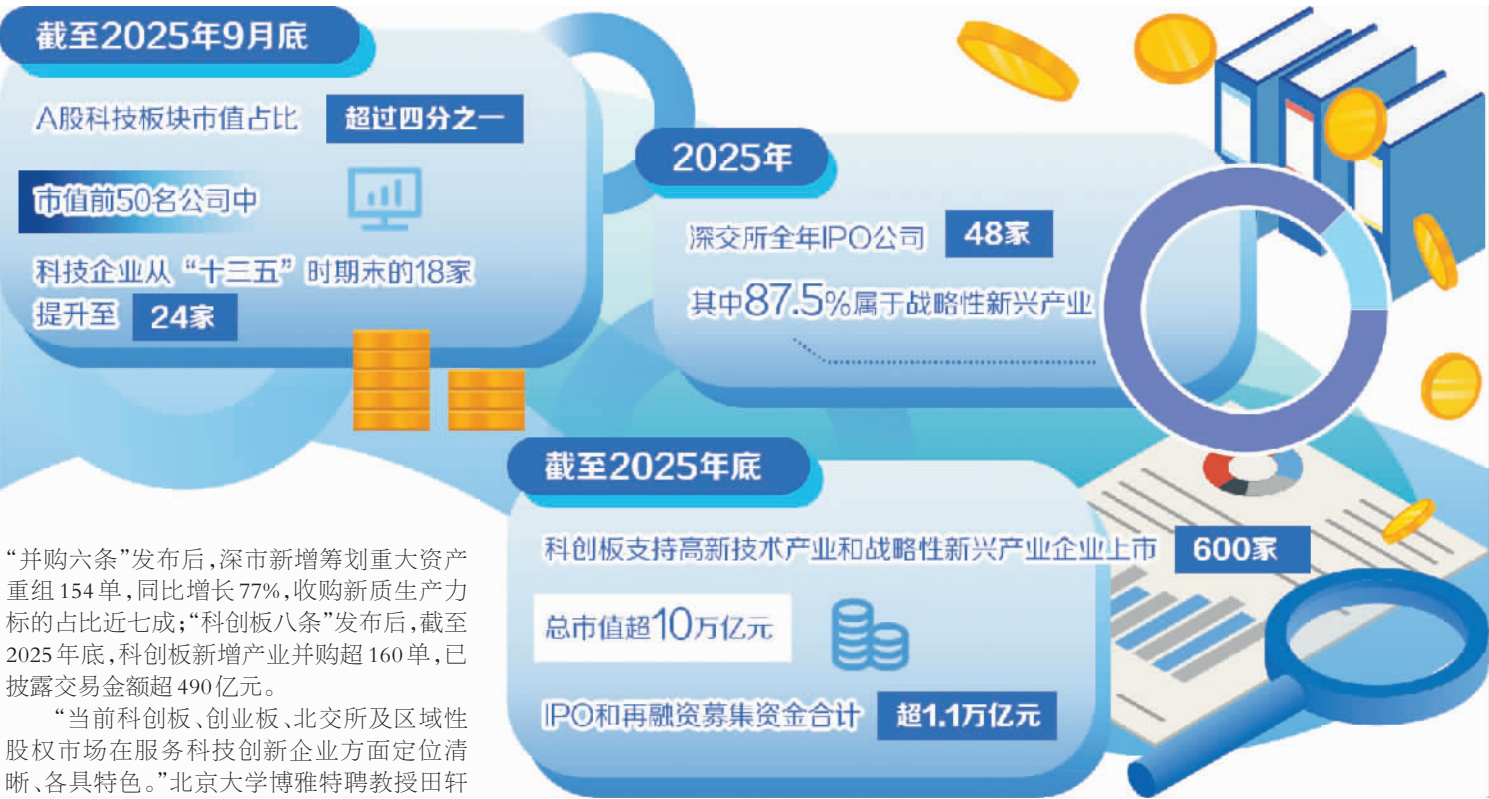 截至2025年9月底
A股科技板块市值占比 超过四分之一
市值前50名公司中
科技企业从“十三五”时期末的18家
提升至 24家
2025年
深交所全年IPO公司 48家
其中87.5%属于战略性新兴产业
截至2025年底
科创板支持高新技术产业和战略性新兴产业企业上市 600家
总市值超10万亿元
IPO和再融资募集资金合计 超1.1万亿元
“并购六条”发布后,深市新增筹划重大资产
重组154单,同比增长77%,收购新质生产力
标的占比近七成;“科创板八条”发布后,截至
2025年底,科创板新增产业并购超160单,已
披露交易金额超490亿元。
“当前科创板、创业板、北交所及区域性
股权市场在服务科技创新企业方面定位清
晰、各具特色。”北京大学博雅特聘教授田轩